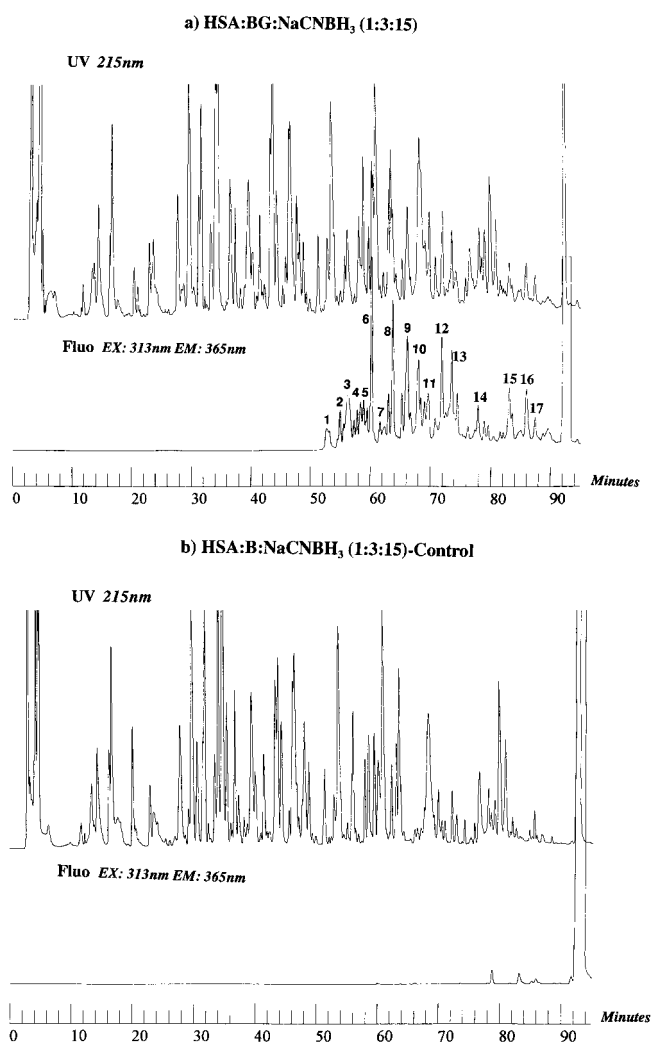 a) HSA:BG:NaCNBH₃ (1:3:15)
UV 215nm
Fluo EX: 313nm EM: 365nm
1 2 3 4 5 6 7 8 9 10 11 12 13 14 15 16 17
0 10 20 30 40 50 60 70 80 90 Minutes
b) HSA:B:NaCNBH₃ (1:3:15)-Control
UV 215nm
Fluo EX: 313nm EM: 365nm
0 10 20 30 40 50 60 70 80 90 Minutes